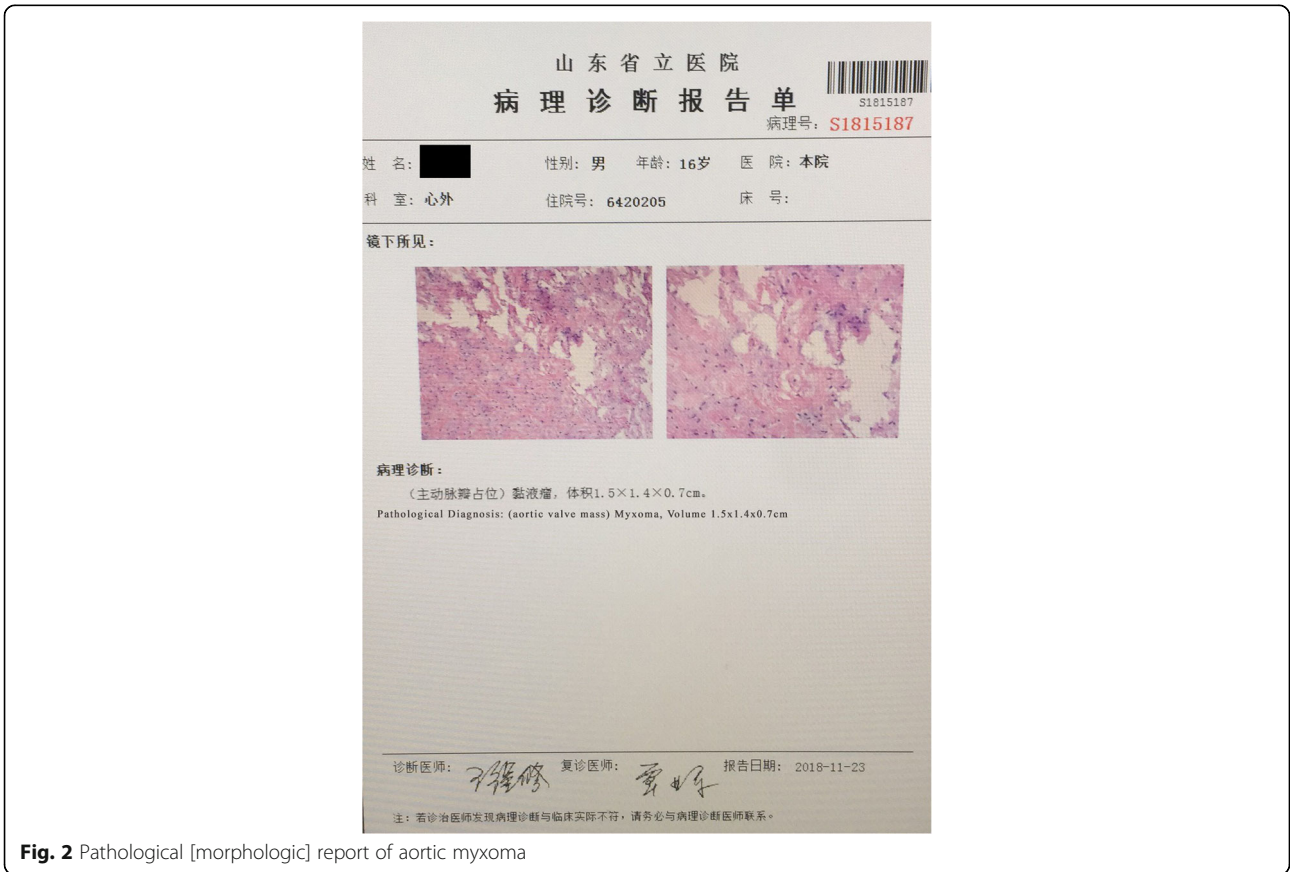 山东省立医院
病理诊断报告单
S1815187
病理号: S1815187
姓 名: 性别: 男 年龄: 16岁 医 院: 本院
科 室: 心外 住院号: 6420205 床 号:
镜下所见:
病理诊断:
(主动脉瓣占位)黏液瘤, 体积1.5×1.4×0.7cm。
Pathological Diagnosis: (aortic valve mass) Myxoma, Volume 1.5x1.4x0.7cm
诊断医师: 复诊医师: 报告日期: 2018-11-23
注: 若诊治医师发现病理诊断与临床实际不符, 请务必与病理诊断医师联系。
Fig. 2 Pathological [morphologic] report of aortic myxoma